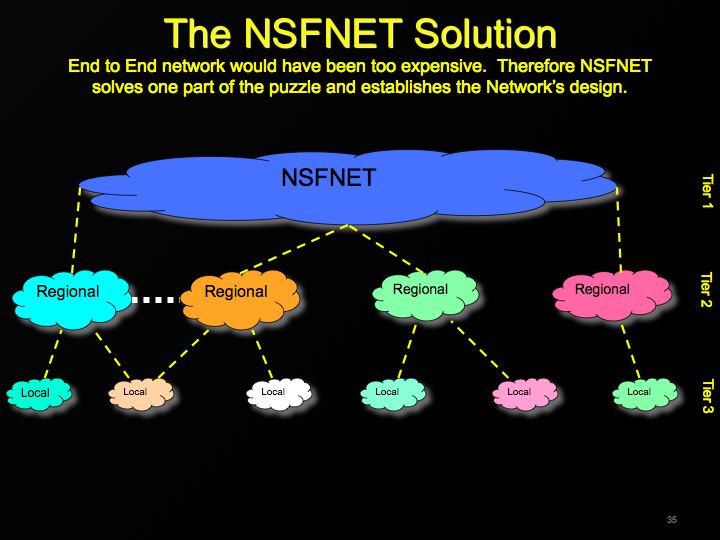 The NSFNET Solution
End to End network would have been too expensive.  Therefore NSFNET
solves one part of the puzzle and establishes the Network’s design.
NSFNET
Tier 1
Regional
Regional
Regional
Regional
Tier 2
Local
Local
Local
Local
Local
Local
Tier 3
35